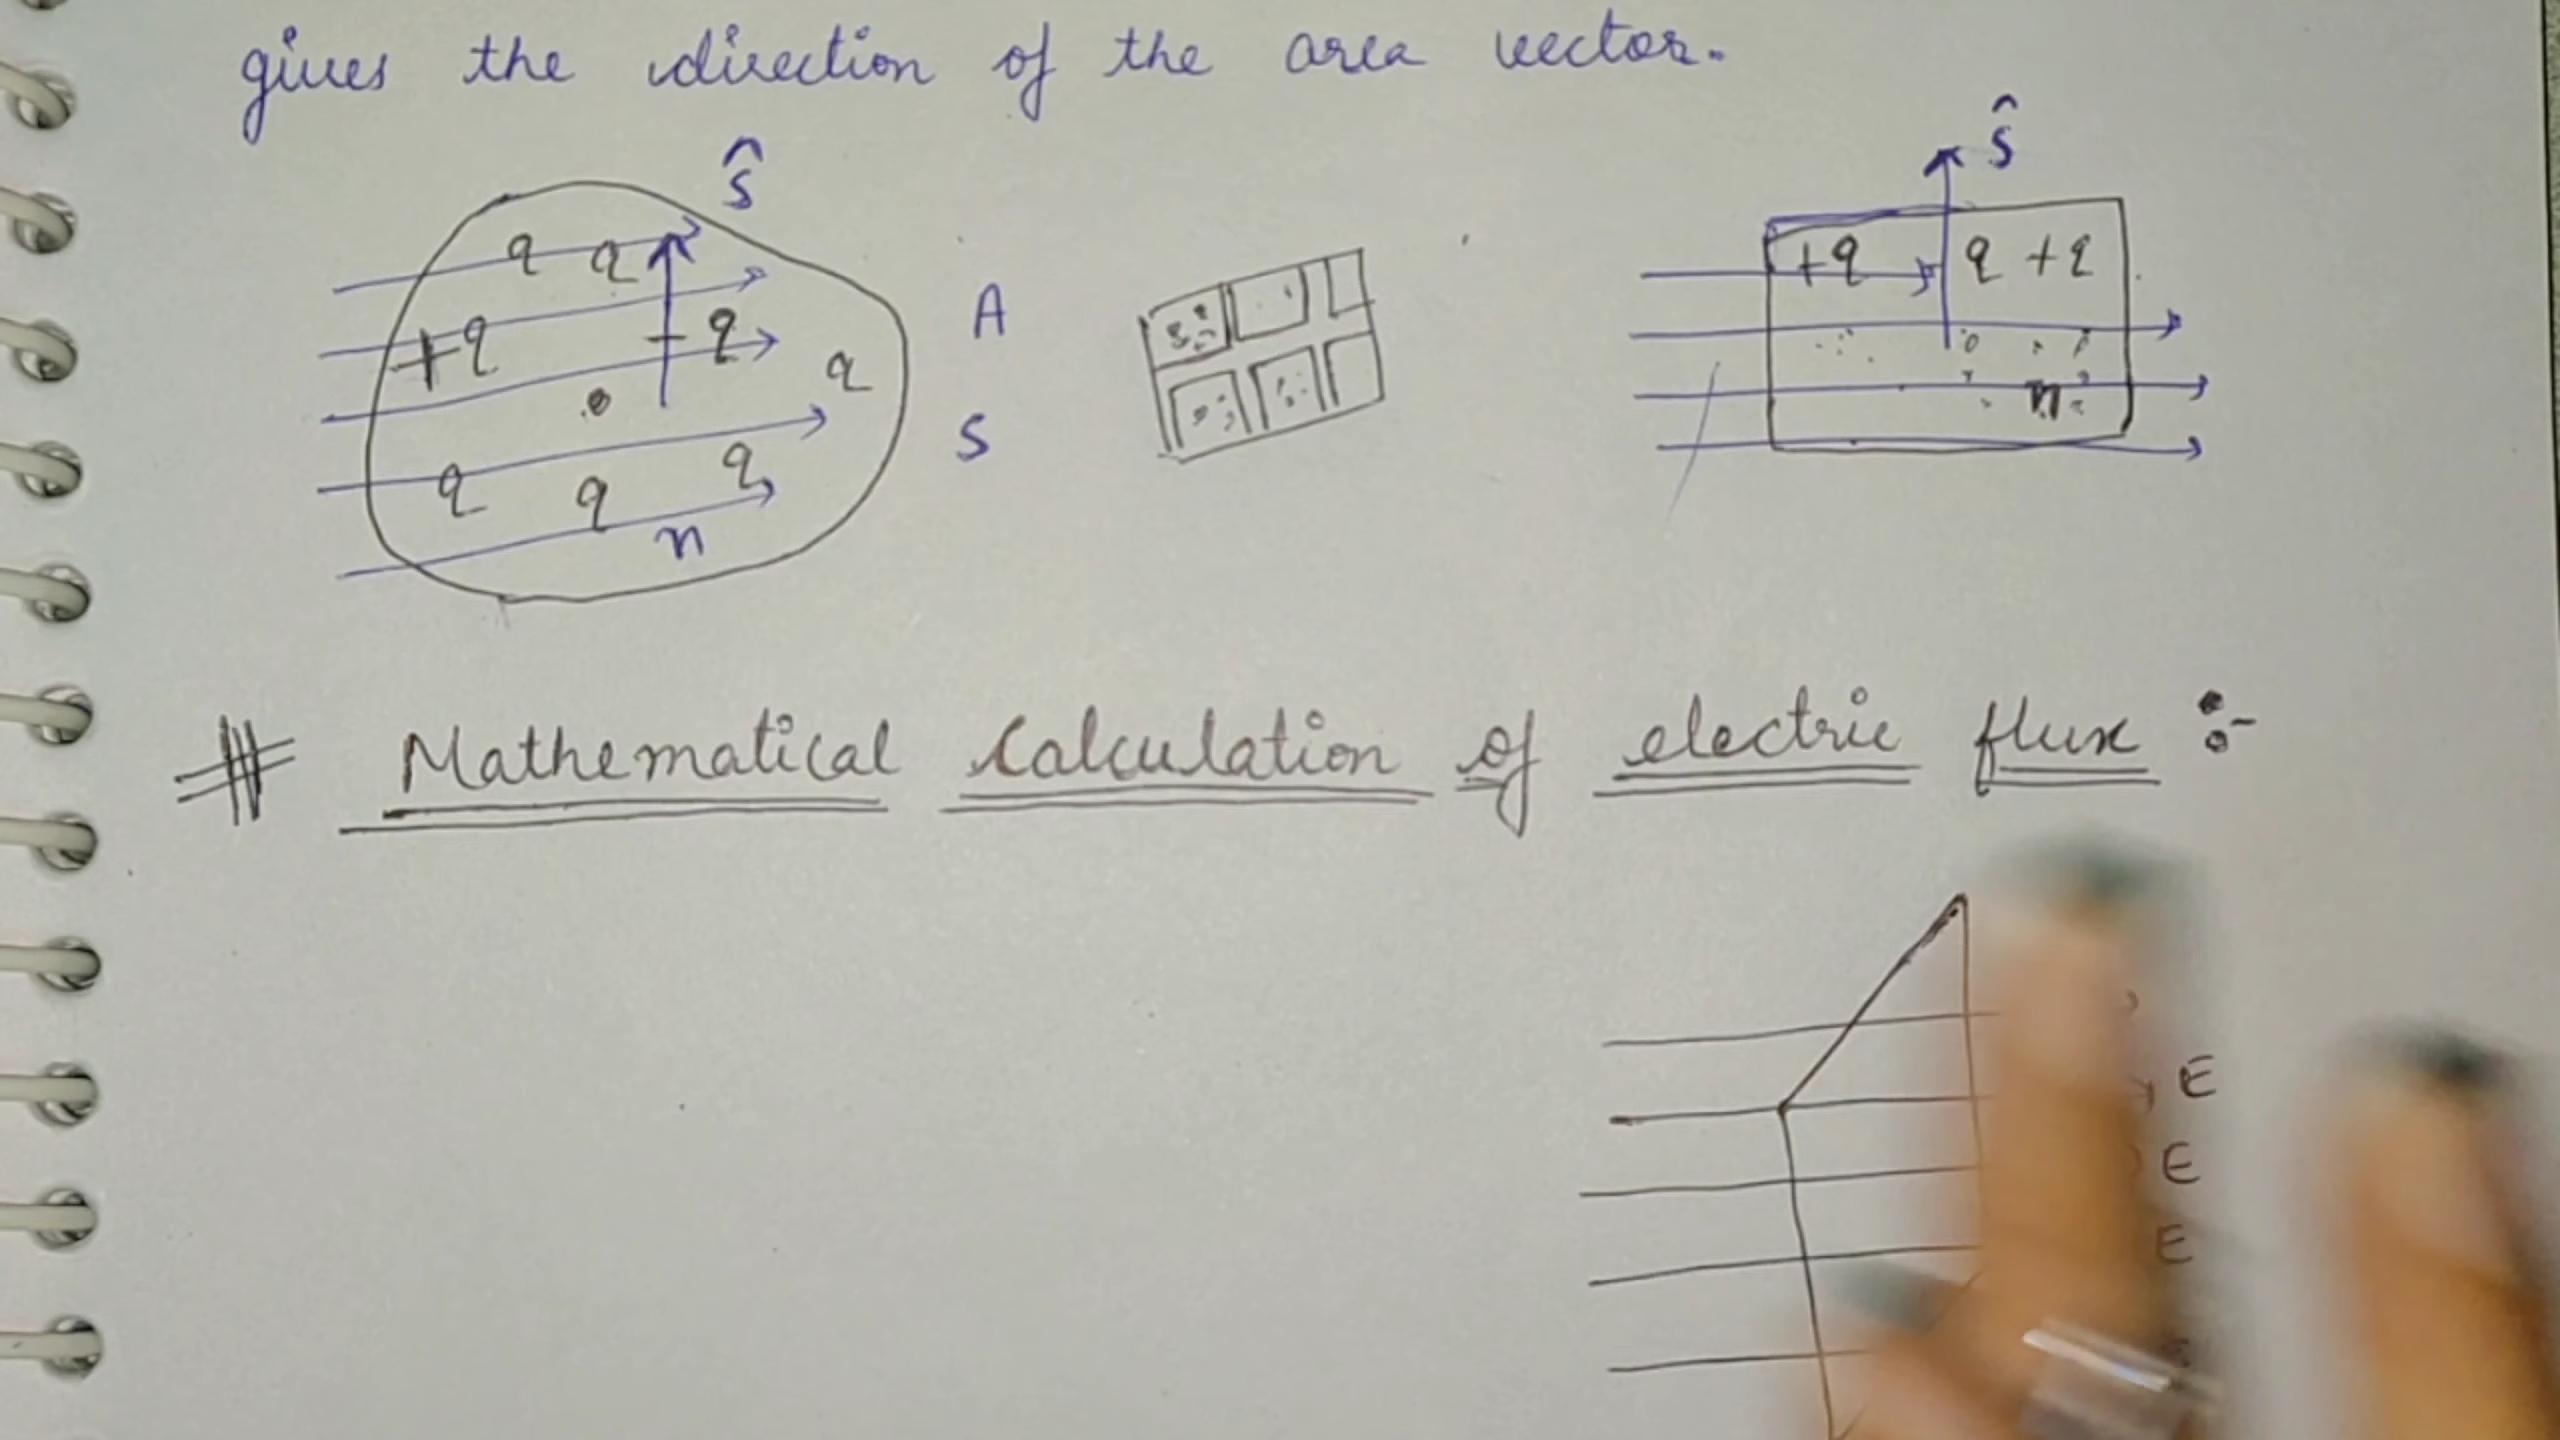 gives the direction of the area vector.
ŝ
q q
+q - q
q
q q q
n
A
S
ŝ
+q q +q
n
# Mathematical Calculation of electric flux :-
E
E
E